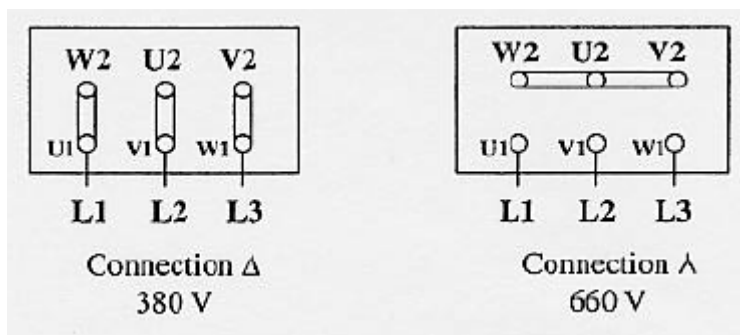 W2 U2 V2
U1 V1 W1
L1 L2 L3
Connection Δ
380 V
W2 U2 V2
U1 V1 W1
L1 L2 L3
Connection ⅄
660 V